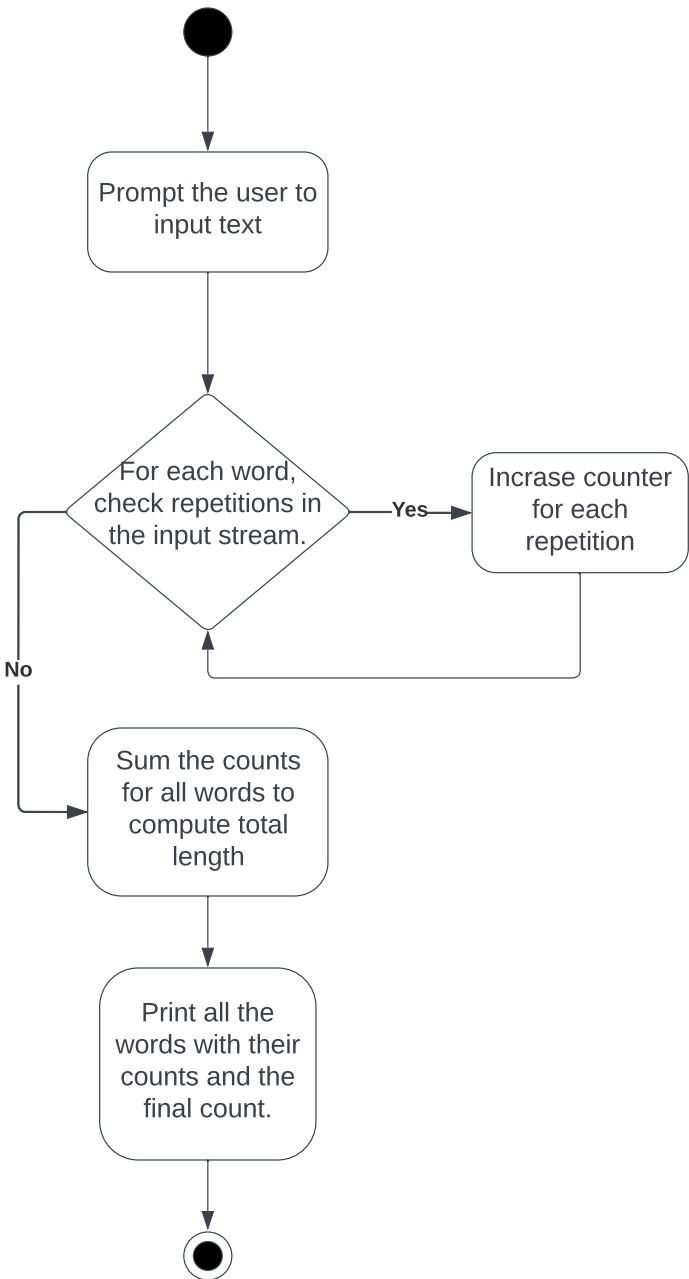 Prompt the user to
input text
For each word,
check repetitions in
the input stream.
Yes
Incrase counter
for each
repetition
No
Sum the counts
for all words to
compute total
length
Print all the
words with their
counts and the
final count.